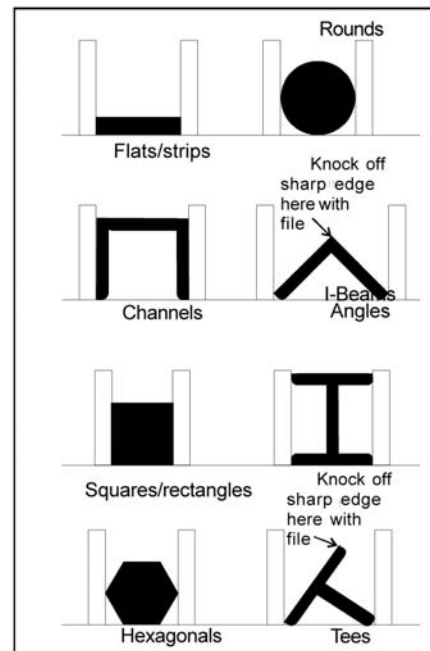 Rounds
Flats/strips
Knock off
sharp edge
here with
file
Channels
I-Beams
Angles
Squares/rectangles
Knock off
sharp edge
here with
file
Hexagonals
Tees